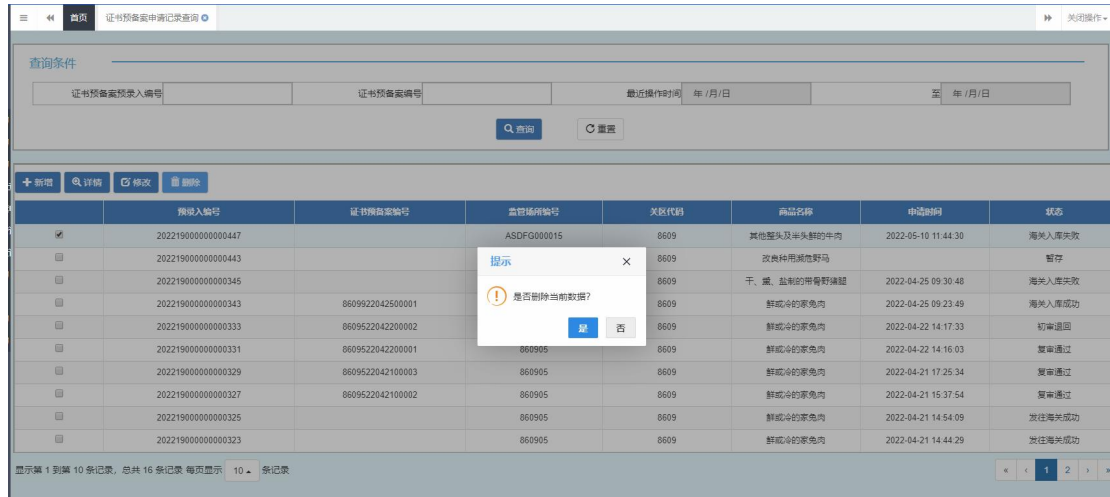 首页 证书预备案申请记录查询 关闭操作
查询条件
证书预备案预录入编号 证书预备案编号 最近操作时间 年 /月/日 至 年 /月/日
查询 重置
新增 详情 修改 删除
预录入编号 证书预备案编号 监管场所编号 关区代码 商品名称 申请时间 状态
202219000000000447 ASDFG000015 8609 其他整头及半头鲜的牛肉 2022-05-10 11:44:30 海关入库失败
202219000000000443 8609 改良种用濒危野马 暂存
202219000000000345 8609 干、熏、盐制的带骨野猪腿 2022-04-25 09:30:48 海关入库失败
202219000000000343 8609922042500001 8609 鲜或冷的家兔肉 2022-04-25 09:23:49 海关入库成功
202219000000000333 8609522042200002 8609 鲜或冷的家兔肉 2022-04-22 14:17:33 初审退回
202219000000000331 8609522042200001 860905 8609 鲜或冷的家兔肉 2022-04-22 14:16:03 复审通过
202219000000000329 8609522042100003 860905 8609 鲜或冷的家兔肉 2022-04-21 17:25:34 复审通过
202219000000000327 8609522042100002 860905 8609 鲜或冷的家兔肉 2022-04-21 15:37:54 复审通过
202219000000000325 860905 8609 鲜或冷的家兔肉 2022-04-21 14:54:09 发往海关成功
202219000000000323 860905 8609 鲜或冷的家兔肉 2022-04-21 14:44:29 发往海关成功
提示
是否删除当前数据?
是 否
显示第 1 到第 10 条记录，总共 16 条记录 每页显示 10 条记录
« ‹ 1 2 › »